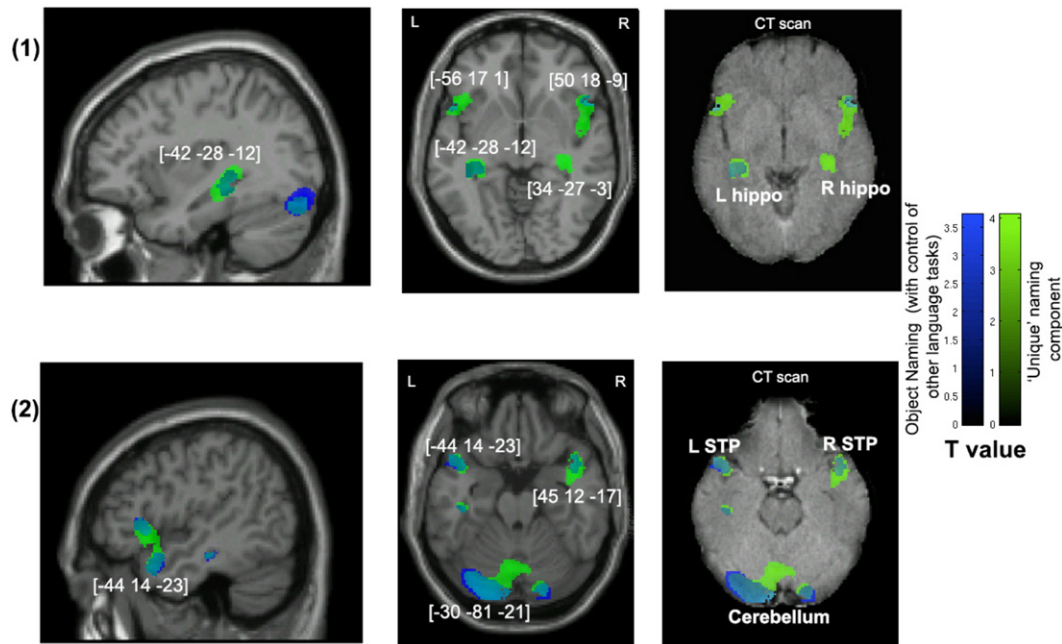 (1)
L
R
CT scan
[-56 17 1]
[50 18 -9]
[-42 -28 -12]
[-42 -28 -12]
[34 -27 -3]
L hippo
R hippo
(2)
L
R
CT scan
[-44 14 -23]
[45 12 -17]
L STP
R STP
[-44 14 -23]
[-30 -81 -21]
Cerebellum
Object Naming (with control of
other language tasks)
3.5
3
2.5
2
1.5
1
0.5
0
4
3
2
1
0
'Unique' naming
component
T value